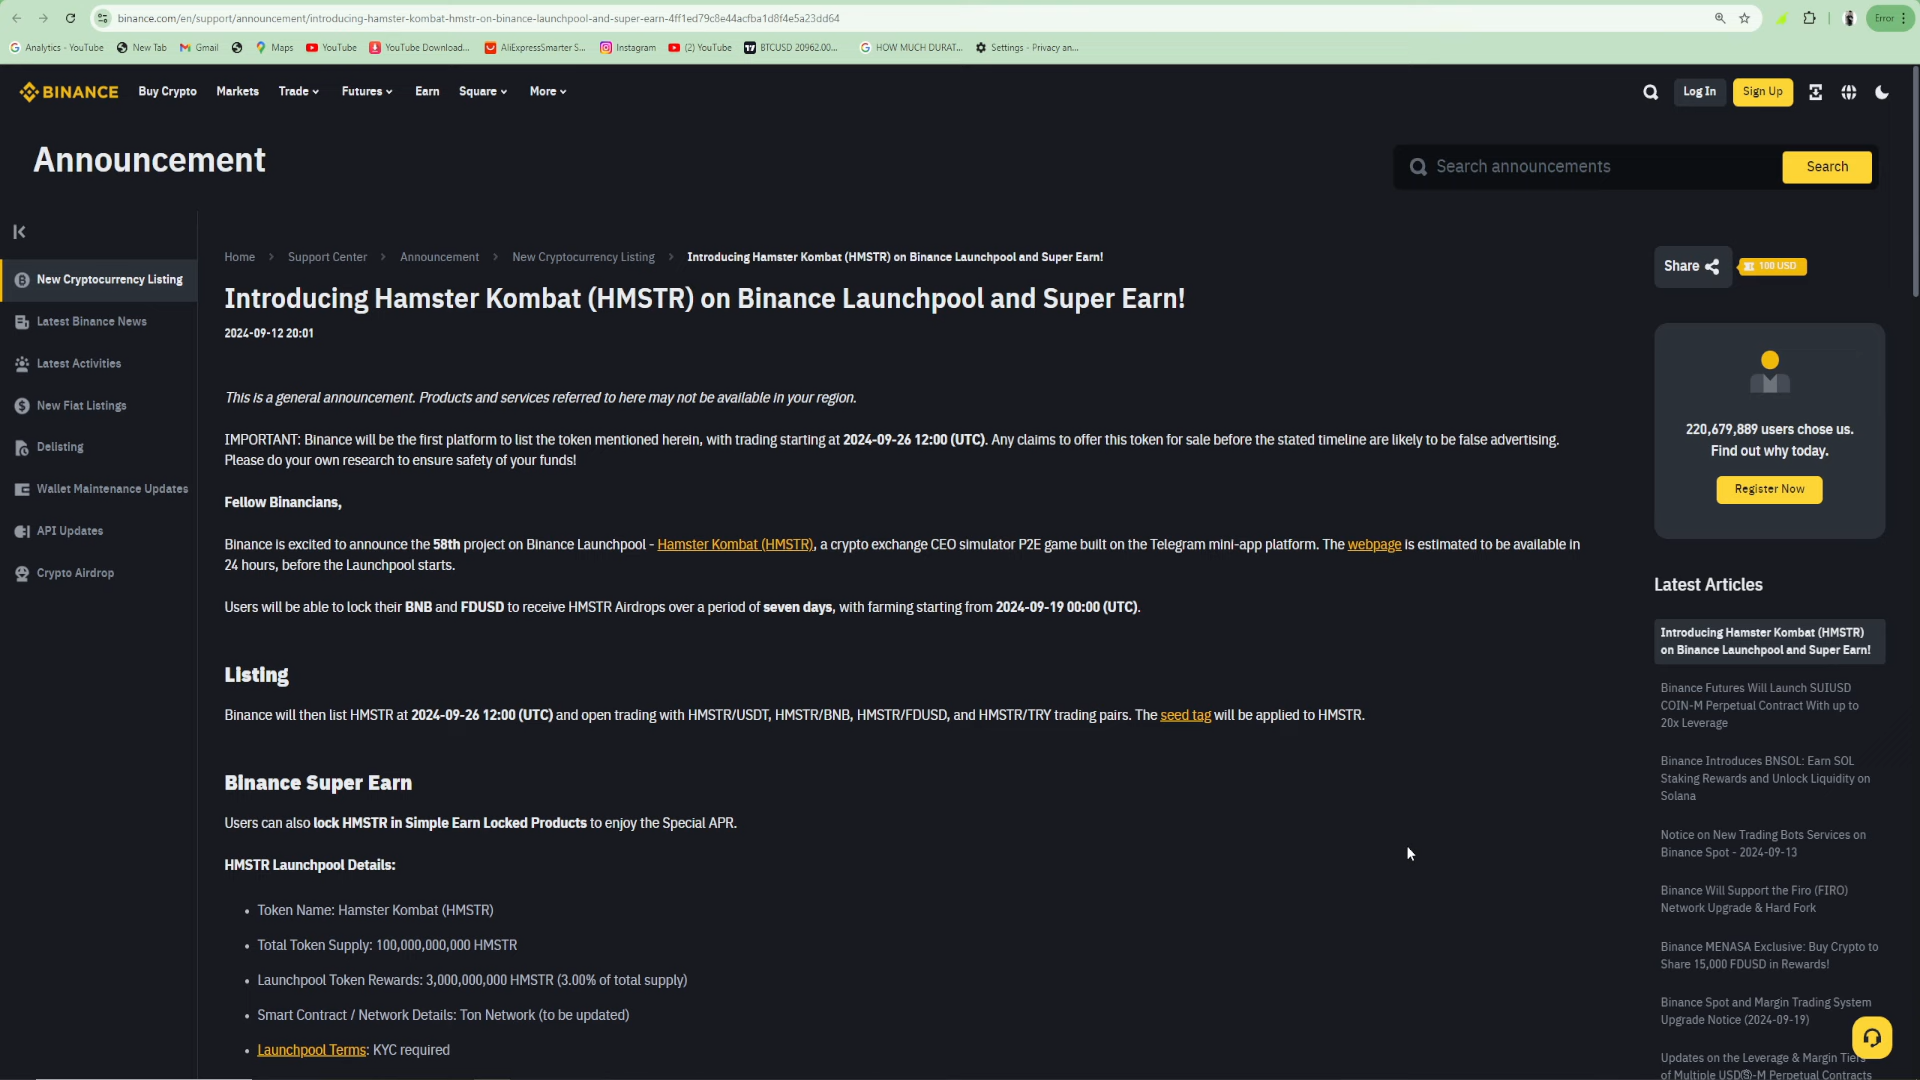 binance.com/en/support/announcement/introducing-hamster-kombat-hmstr-on-binance-launchpool-and-super-earn-4ff1ed79c8e44acfba1d8f4e5a23dd64
Error
Analytics - YouTube
New Tab
Gmail
Maps
YouTube
YouTube Download...
AliExpressSmarter S...
Instagram
(2) YouTube
BTCUSD 20962.00...
HOW MUCH DURAT...
Settings - Privacy an...
BINANCE
Buy Crypto
Markets
Trade
Futures
Earn
Square
More
Log In
Sign Up
Announcement
Search announcements
Search
New Cryptocurrency Listing
Latest Binance News
Latest Activities
New Fiat Listings
Delisting
Wallet Maintenance Updates
API Updates
Crypto Airdrop
Home > Support Center > Announcement > New Cryptocurrency Listing > Introducing Hamster Kombat (HMSTR) on Binance Launchpool and Super Earn!
Introducing Hamster Kombat (HMSTR) on Binance Launchpool and Super Earn!
2024-09-12 20:01
This is a general announcement. Products and services referred to here may not be available in your region.
IMPORTANT: Binance will be the first platform to list the token mentioned herein, with trading starting at 2024-09-26 12:00 (UTC). Any claims to offer this token for sale before the stated timeline are likely to be false advertising.
Please do your own research to ensure safety of your funds!
Fellow Binancians,
Binance is excited to announce the 58th project on Binance Launchpool - Hamster Kombat (HMSTR), a crypto exchange CEO simulator P2E game built on the Telegram mini-app platform. The webpage is estimated to be available in
24 hours, before the Launchpool starts.
Users will be able to lock their BNB and FDUSD to receive HMSTR Airdrops over a period of seven days, with farming starting from 2024-09-19 00:00 (UTC).
Listing
Binance will then list HMSTR at 2024-09-26 12:00 (UTC) and open trading with HMSTR/USDT, HMSTR/BNB, HMSTR/FDUSD, and HMSTR/TRY trading pairs. The seed tag will be applied to HMSTR.
Binance Super Earn
Users can also lock HMSTR in Simple Earn Locked Products to enjoy the Special APR.
HMSTR Launchpool Details:
• Token Name: Hamster Kombat (HMSTR)
• Total Token Supply: 100,000,000,000 HMSTR
• Launchpool Token Rewards: 3,000,000,000 HMSTR (3.00% of total supply)
• Smart Contract / Network Details: Ton Network (to be updated)
• Launchpool Terms: KYC required
Share
100 USD
220,679,889 users chose us.
Find out why today.
Register Now
Latest Articles
Introducing Hamster Kombat (HMSTR)
on Binance Launchpool and Super Earn!
Binance Futures Will Launch SUIUSD
COIN-M Perpetual Contract With up to
20x Leverage
Binance Introduces BNSOL: Earn SOL
Staking Rewards and Unlock Liquidity on
Solana
Notice on New Trading Bots Services on
Binance Spot - 2024-09-13
Binance Will Support the Firo (FIRO)
Network Upgrade & Hard Fork
Binance MENASA Exclusive: Buy Crypto to
Share 15,000 FDUSD in Rewards!
Binance Spot and Margin Trading System
Upgrade Notice (2024-09-19)
Updates on the Leverage & Margin Tiers
of Multiple USDⓈ-M Perpetual Contracts